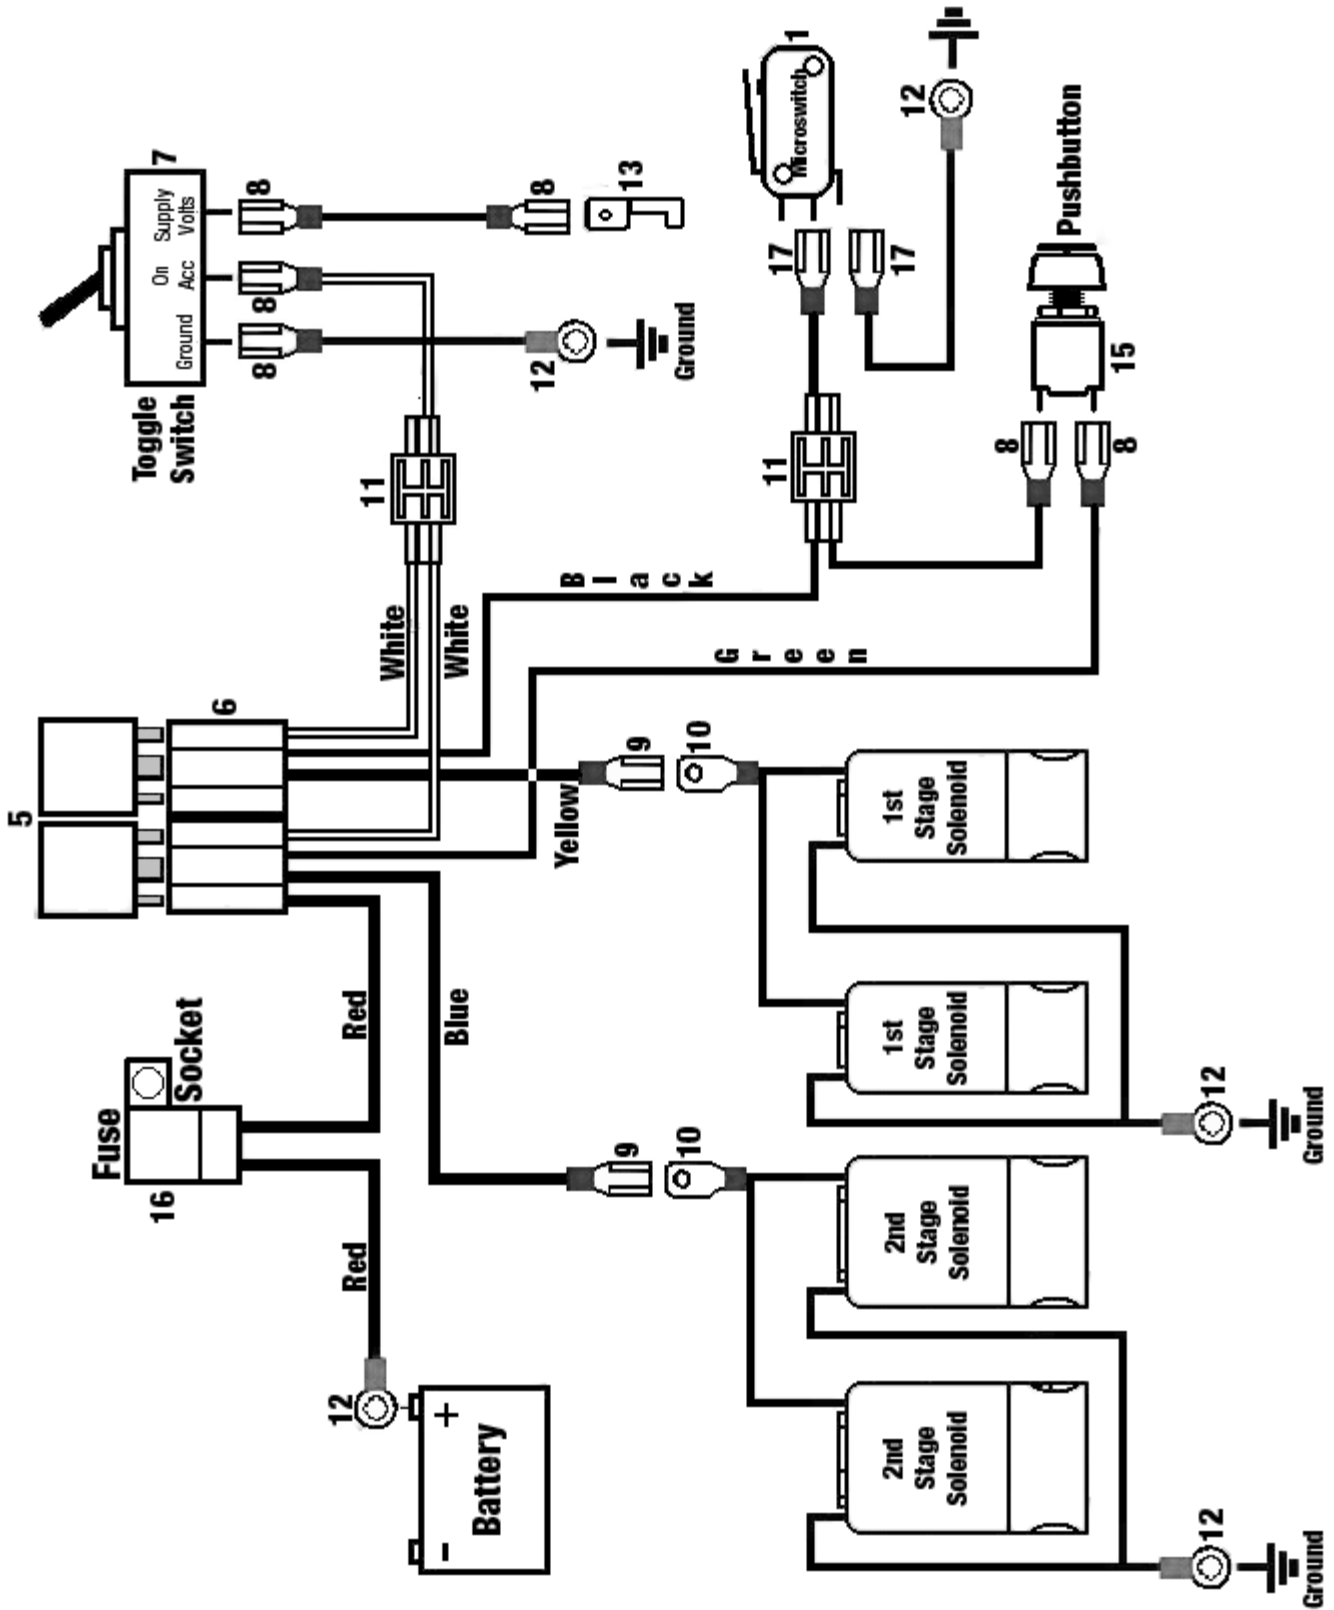 5
6
7
Toggle
Switch
Ground
On
Acc
Supply
Volts
8
8
8
8
13
12
Ground
11
White
White
Fuse
Socket
16
Red
Red
Blue
12
Battery
+
-
Yellow
9
10
9
10
Black
Green
11
17
17
Microswitch
1
12
Pushbutton
15
8
8
1st
Stage
Solenoid
1st
Stage
Solenoid
2nd
Stage
Solenoid
2nd
Stage
Solenoid
12
Ground
12
Ground